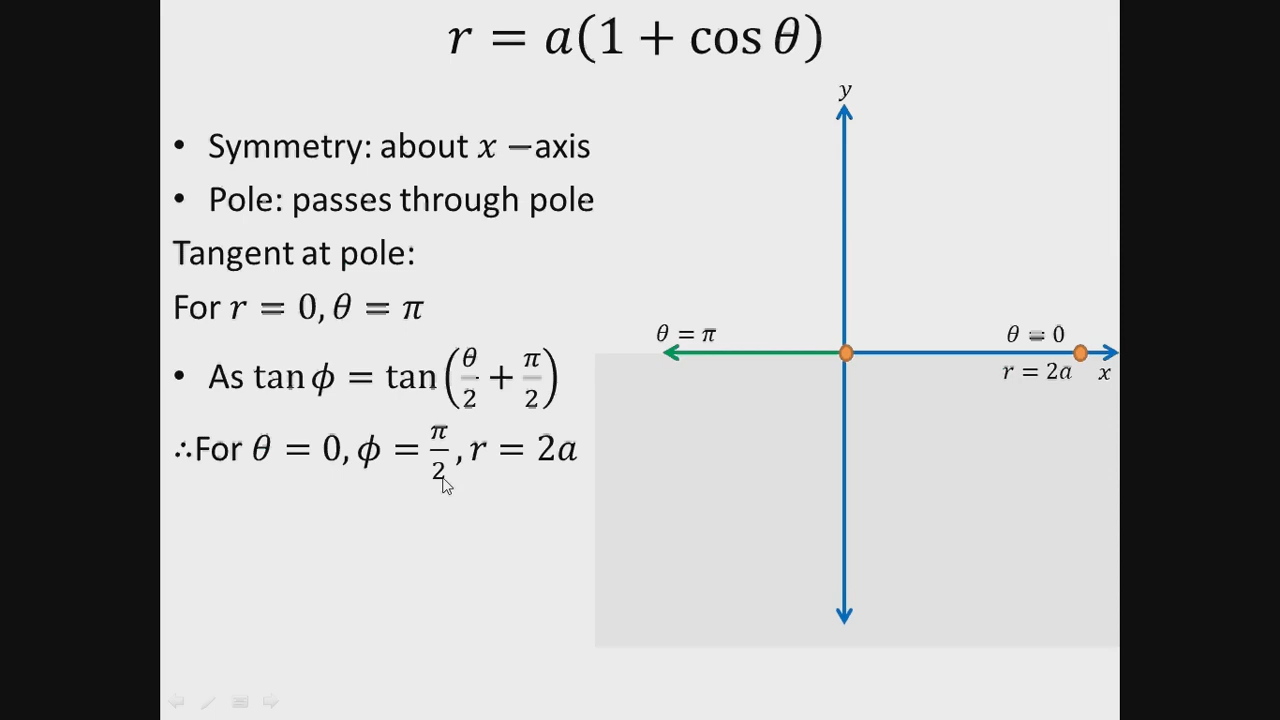 r = a(1 + cos θ)
• Symmetry: about x −axis
• Pole: passes through pole
Tangent at pole:
For r = 0, θ = π
• As tan ϕ = tan(θ/2 + π/2)
∴For θ = 0, ϕ = π/2, r = 2a
y
θ = π
θ = 0
r = 2a
x